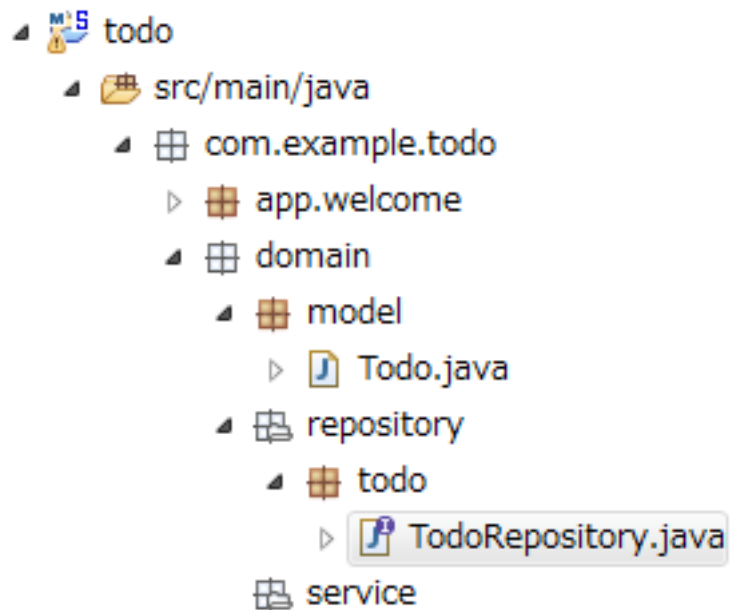 todo
src/main/java
com.example.todo
app.welcome
domain
model
Todo.java
repository
todo
TodoRepository.java
service